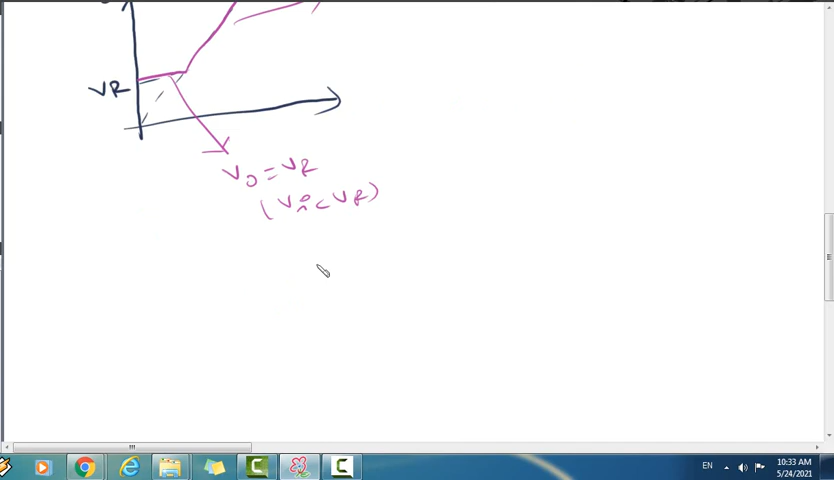 VR
Vo = VR
(Vi < VR)
EN
10:33 AM
5/24/2021